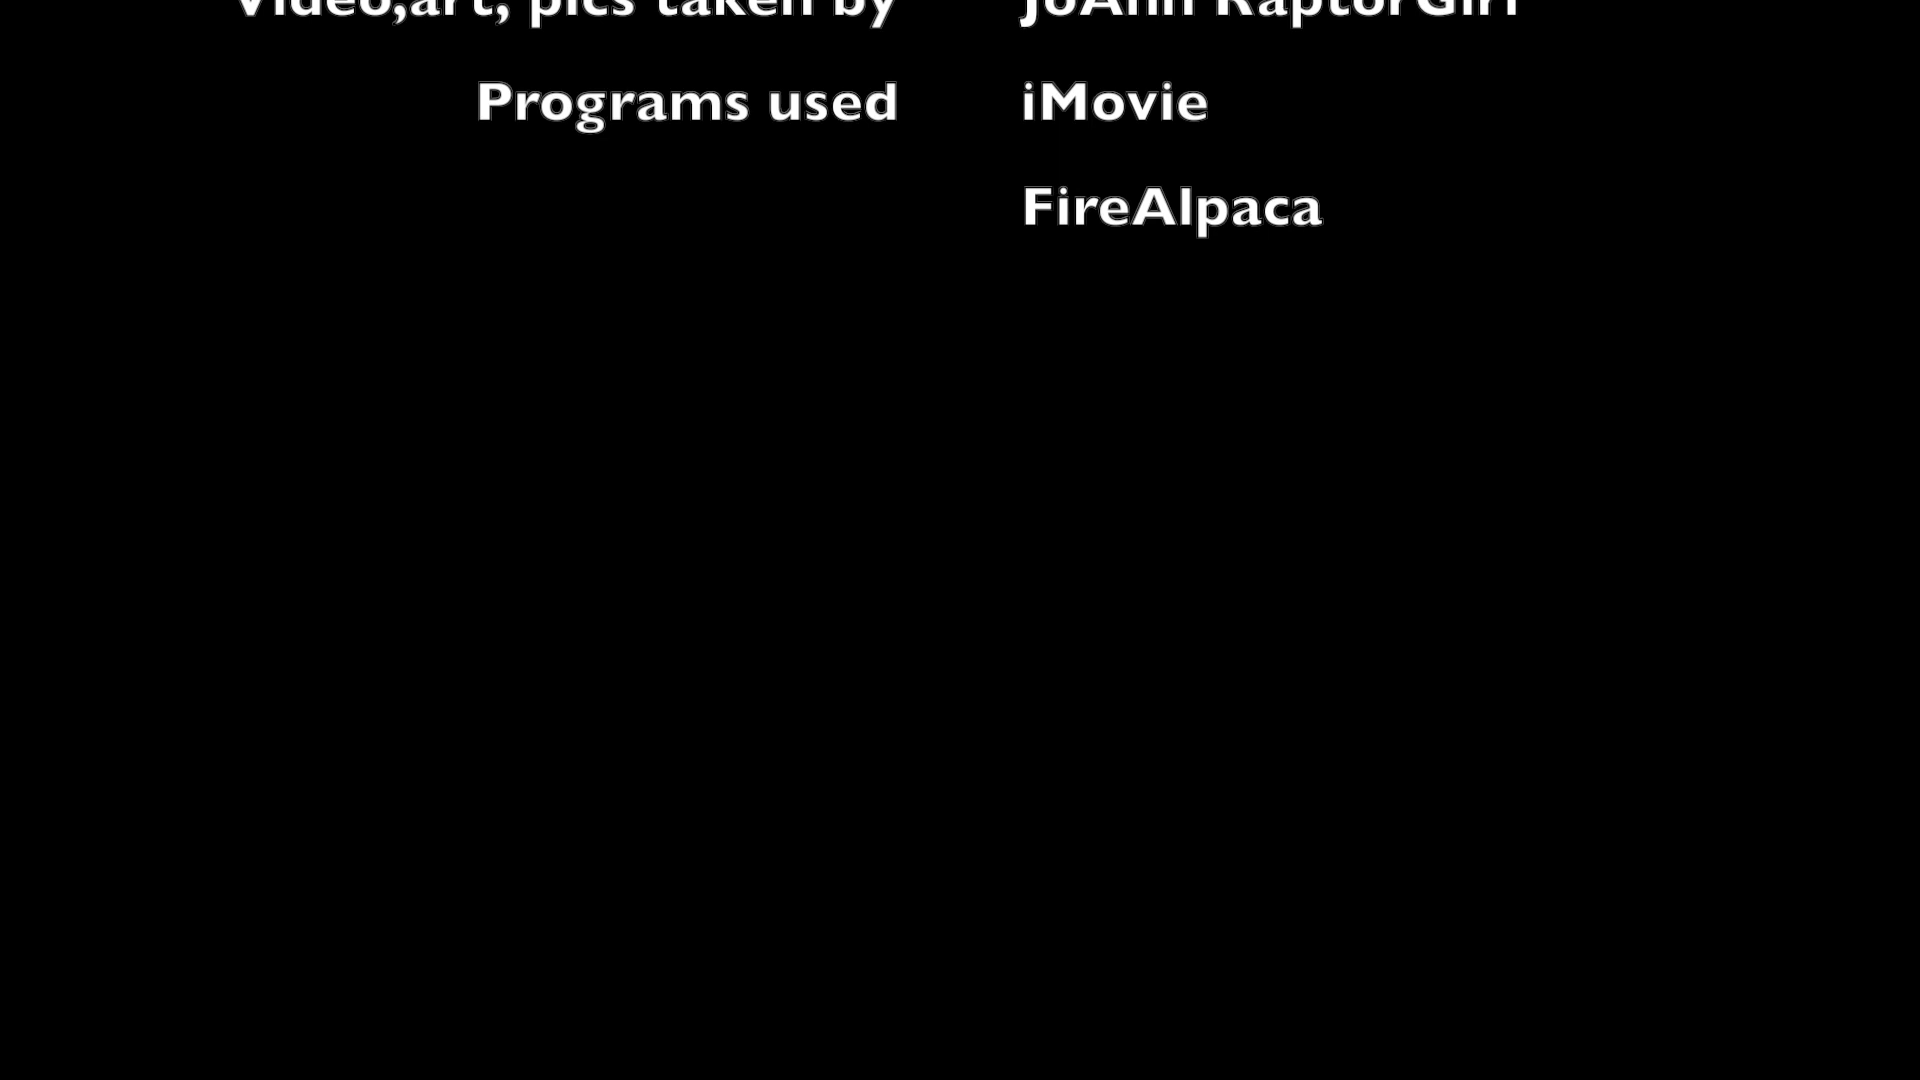 Video,art, pics taken by JoAnn RaptorGirl
Programs used iMovie
FireAlpaca